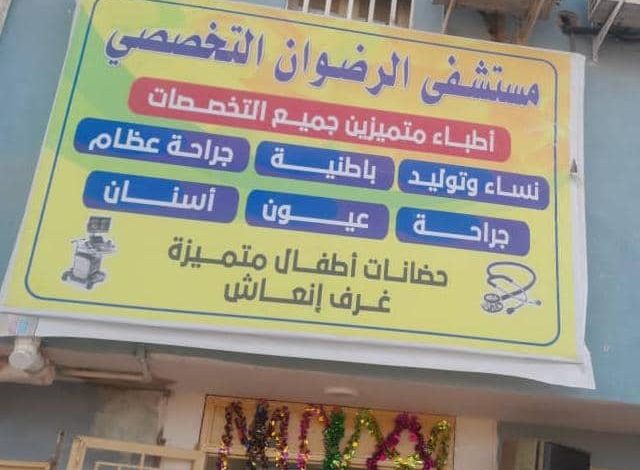 مستشفى الرضوان التخصصي
أطباء متميزين جميع التخصصات
نساء وتوليد باطنية جراحة عظام
جراحة عيون أسنان
حضانات أطفال متميزة
غرف إنعاش